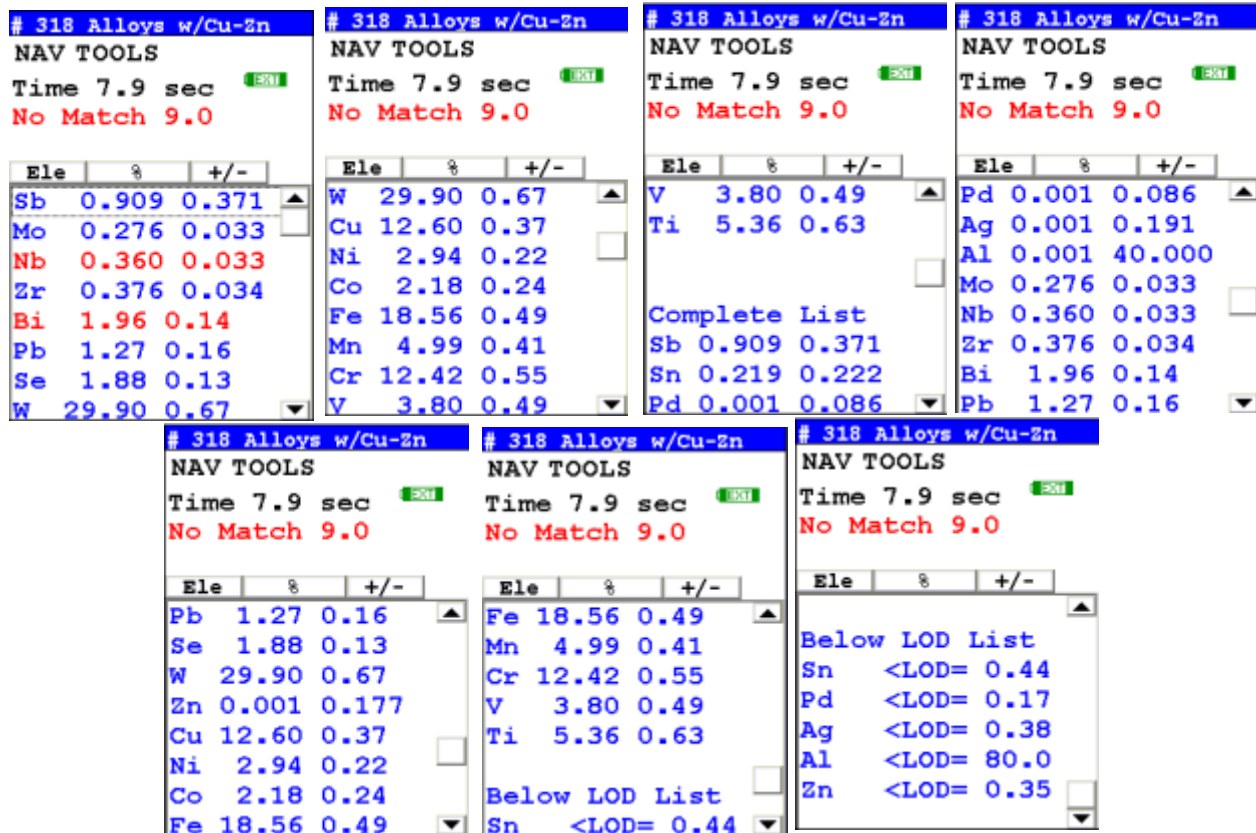 # 318 Alloys w/Cu-Zn
NAV TOOLS
EXT
Time 7.9 sec
No Match 9.0
Ele % +/-
Sb 0.909 0.371
Mo 0.276 0.033
Nb 0.360 0.033
Zr 0.376 0.034
Bi 1.96 0.14
Pb 1.27 0.16
Se 1.88 0.13
W 29.90 0.67
# 318 Alloys w/Cu-Zn
NAV TOOLS
EXT
Time 7.9 sec
No Match 9.0
Ele % +/-
W 29.90 0.67
Cu 12.60 0.37
Ni 2.94 0.22
Co 2.18 0.24
Fe 18.56 0.49
Mn 4.99 0.41
Cr 12.42 0.55
V 3.80 0.49
# 318 Alloys w/Cu-Zn
NAV TOOLS
EXT
Time 7.9 sec
No Match 9.0
Ele % +/-
V 3.80 0.49
Ti 5.36 0.63
Complete List
Sb 0.909 0.371
Sn 0.219 0.222
Pd 0.001 0.086
# 318 Alloys w/Cu-Zn
NAV TOOLS
EXT
Time 7.9 sec
No Match 9.0
Ele % +/-
Pd 0.001 0.086
Ag 0.001 0.191
Al 0.001 40.000
Mo 0.276 0.033
Nb 0.360 0.033
Zr 0.376 0.034
Bi 1.96 0.14
Pb 1.27 0.16
# 318 Alloys w/Cu-Zn
NAV TOOLS
EXT
Time 7.9 sec
No Match 9.0
Ele % +/-
Pb 1.27 0.16
Se 1.88 0.13
W 29.90 0.67
Zn 0.001 0.177
Cu 12.60 0.37
Ni 2.94 0.22
Co 2.18 0.24
Fe 18.56 0.49
# 318 Alloys w/Cu-Zn
NAV TOOLS
EXT
Time 7.9 sec
No Match 9.0
Ele % +/-
Fe 18.56 0.49
Mn 4.99 0.41
Cr 12.42 0.55
V 3.80 0.49
Ti 5.36 0.63
Below LOD List
Sn <LOD= 0.44
# 318 Alloys w/Cu-Zn
NAV TOOLS
EXT
Time 7.9 sec
No Match 9.0
Ele % +/-
Below LOD List
Sn <LOD= 0.44
Pd <LOD= 0.17
Ag <LOD= 0.38
Al <LOD= 80.0
Zn <LOD= 0.35